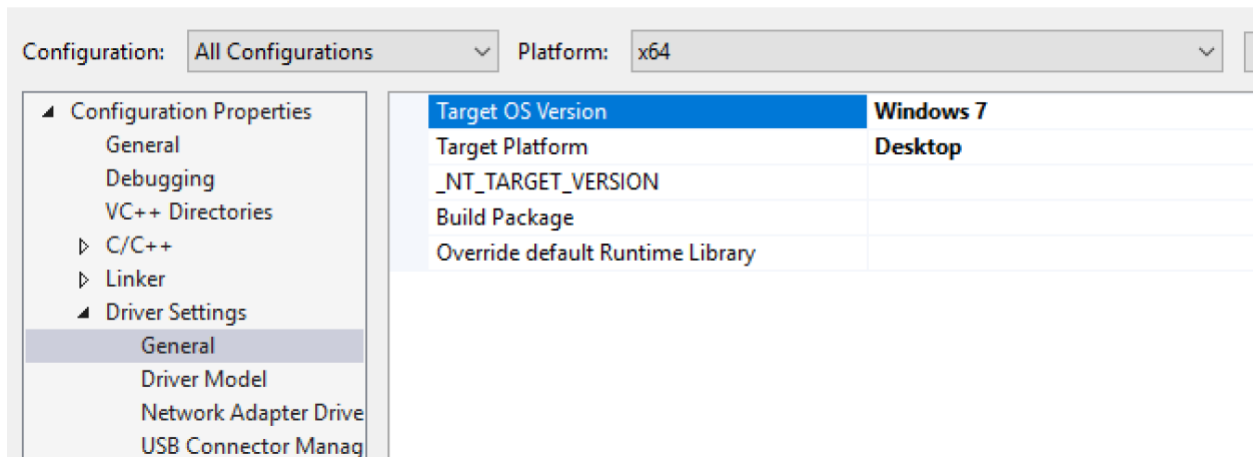 Configuration: All Configurations Platform: x64
Configuration Properties
General
Debugging
VC++ Directories
C/C++
Linker
Driver Settings
General
Driver Model
Network Adapter Drive
USB Connector Manag
Target OS Version Windows 7
Target Platform Desktop
_NT_TARGET_VERSION
Build Package
Override default Runtime Library